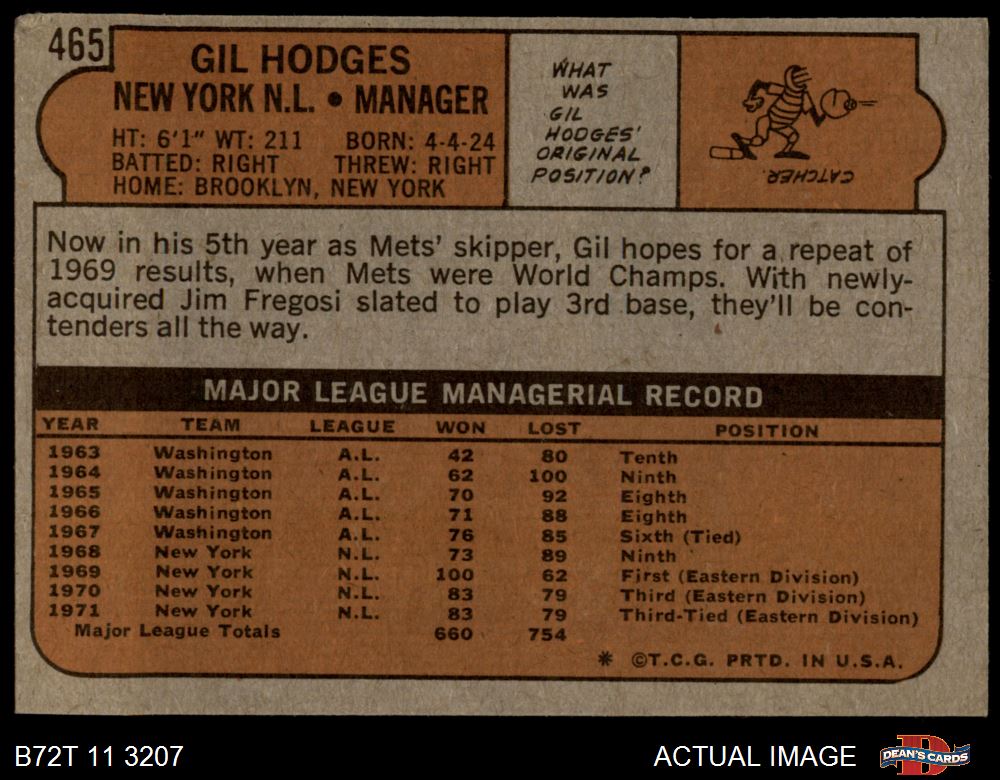 465
GIL HODGES
NEW YORK N.L. • MANAGER
HT: 6'1" WT: 211 BORN: 4-4-24
BATTED: RIGHT THREW: RIGHT
HOME: BROOKLYN, NEW YORK
WHAT
WAS
GIL
HODGES'
ORIGINAL
POSITION?
CATCHER
Now in his 5th year as Mets' skipper, Gil hopes for a repeat of
1969 results, when Mets were World Champs. With newly-
acquired Jim Fregosi slated to play 3rd base, they'll be con-
tenders all the way.
MAJOR LEAGUE MANAGERIAL RECORD
YEAR TEAM LEAGUE WON LOST POSITION
1963 Washington A.L. 42 80 Tenth
1964 Washington A.L. 62 100 Ninth
1965 Washington A.L. 70 92 Eighth
1966 Washington A.L. 71 88 Eighth
1967 Washington A.L. 76 85 Sixth (Tied)
1968 New York N.L. 73 89 Ninth
1969 New York N.L. 100 62 First (Eastern Division)
1970 New York N.L. 83 79 Third (Eastern Division)
1971 New York N.L. 83 79 Third-Tied (Eastern Division)
Major League Totals 660 754
* ©T.C.G. PRTD. IN U.S.A.
B72T 11 3207 ACTUAL IMAGE
D
DEAN'S CARDS